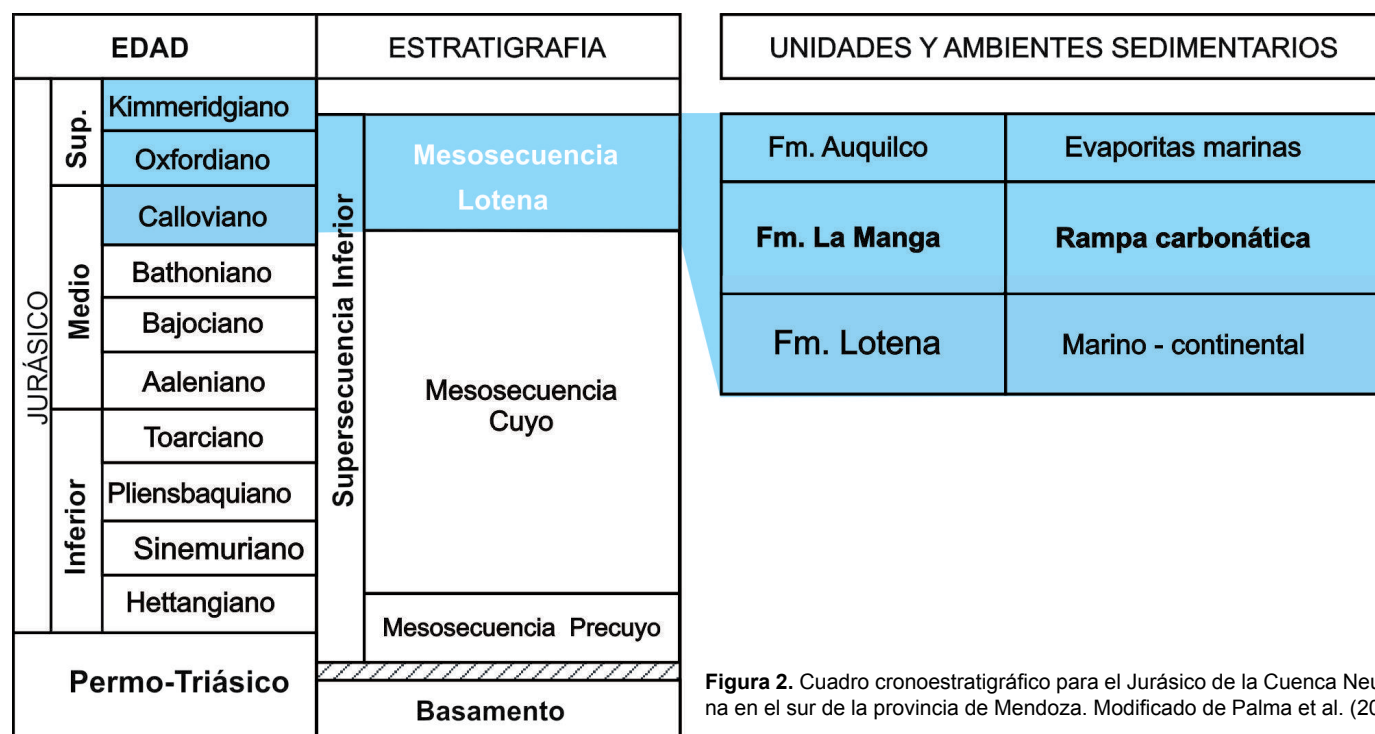 EDAD
ESTRATIGRAFIA
UNIDADES Y AMBIENTES SEDIMENTARIOS
JURÁSICO
Sup.
Kimmeridgiano
Oxfordiano
Medio
Calloviano
Bathoniano
Bajociano
Aaleniano
Inferior
Toarciano
Pliensbaquiano
Sinemuriano
Hettangiano
Permo-Triásico
Supersecuencia Inferior
Mesosecuencia
Lotena
Mesosecuencia
Cuyo
Mesosecuencia Precuyo
Basamento
Fm. Auquilco
Evaporitas marinas
Fm. La Manga
Rampa carbonática
Fm. Lotena
Marino - continental
Figura 2. Cuadro cronoestratigráfico para el Jurásico de la Cuenca Neu
na en el sur de la provincia de Mendoza. Modificado de Palma et al. (20